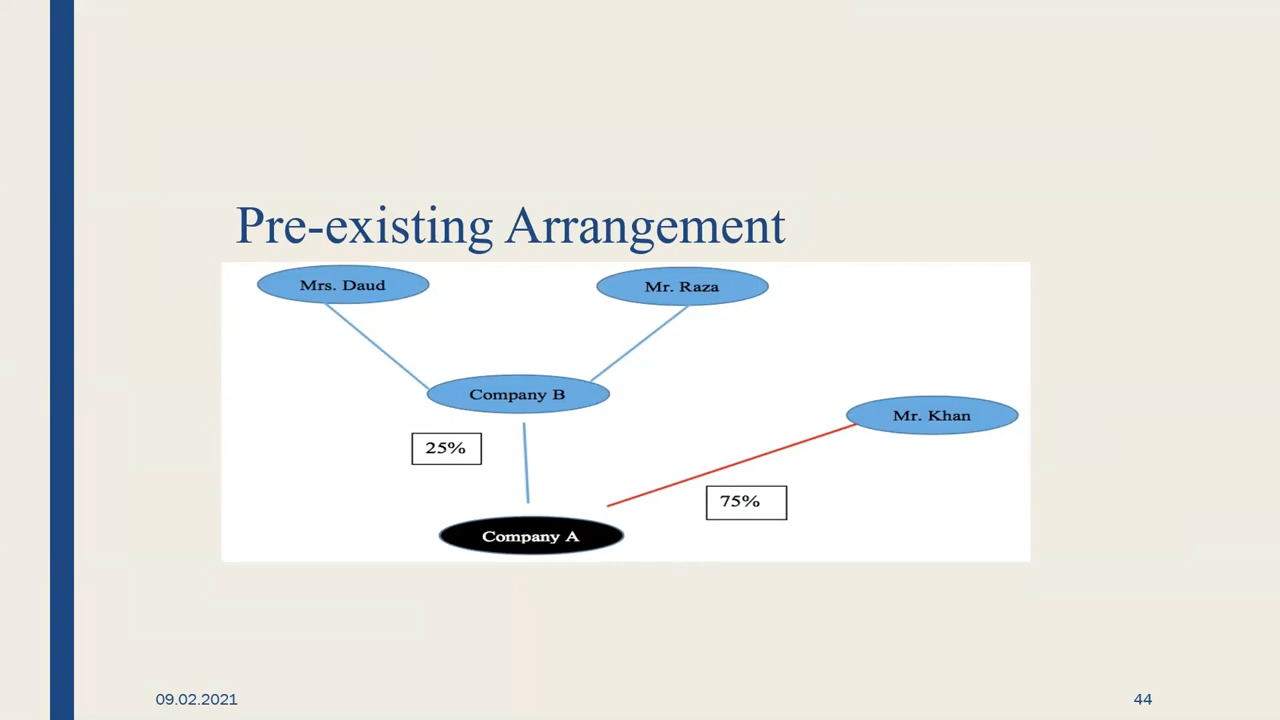 Pre-existing Arrangement
Mrs. Daud
Mr. Raza
Company B
Mr. Khan
25%
75%
Company A
09.02.2021
44